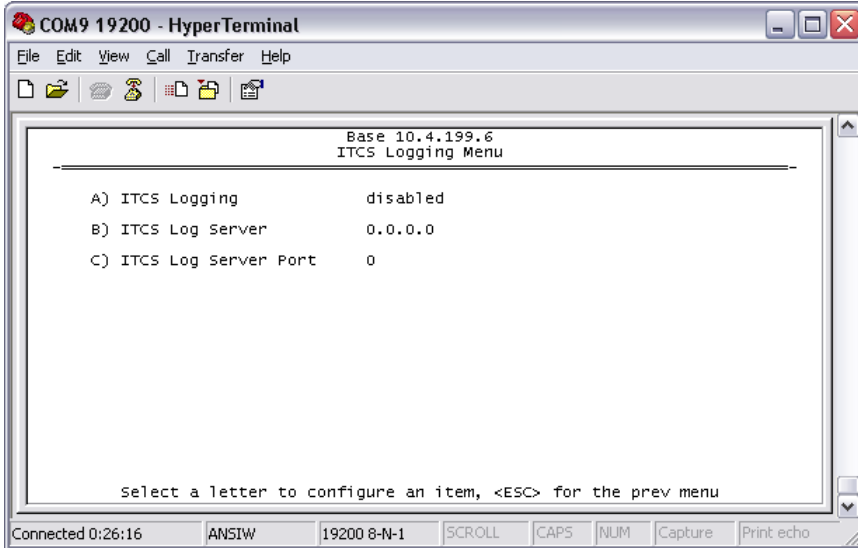 COM9 19200 - HyperTerminal
File Edit View Call Transfer Help
Base 10.4.199.6
ITCS Logging Menu
A) ITCS Logging disabled
B) ITCS Log Server 0.0.0.0
C) ITCS Log Server Port 0
Select a letter to configure an item, <ESC> for the prev menu
Connected 0:26:16 ANSIW 19200 8-N-1 SCROLL CAPS NUM Capture Print echo